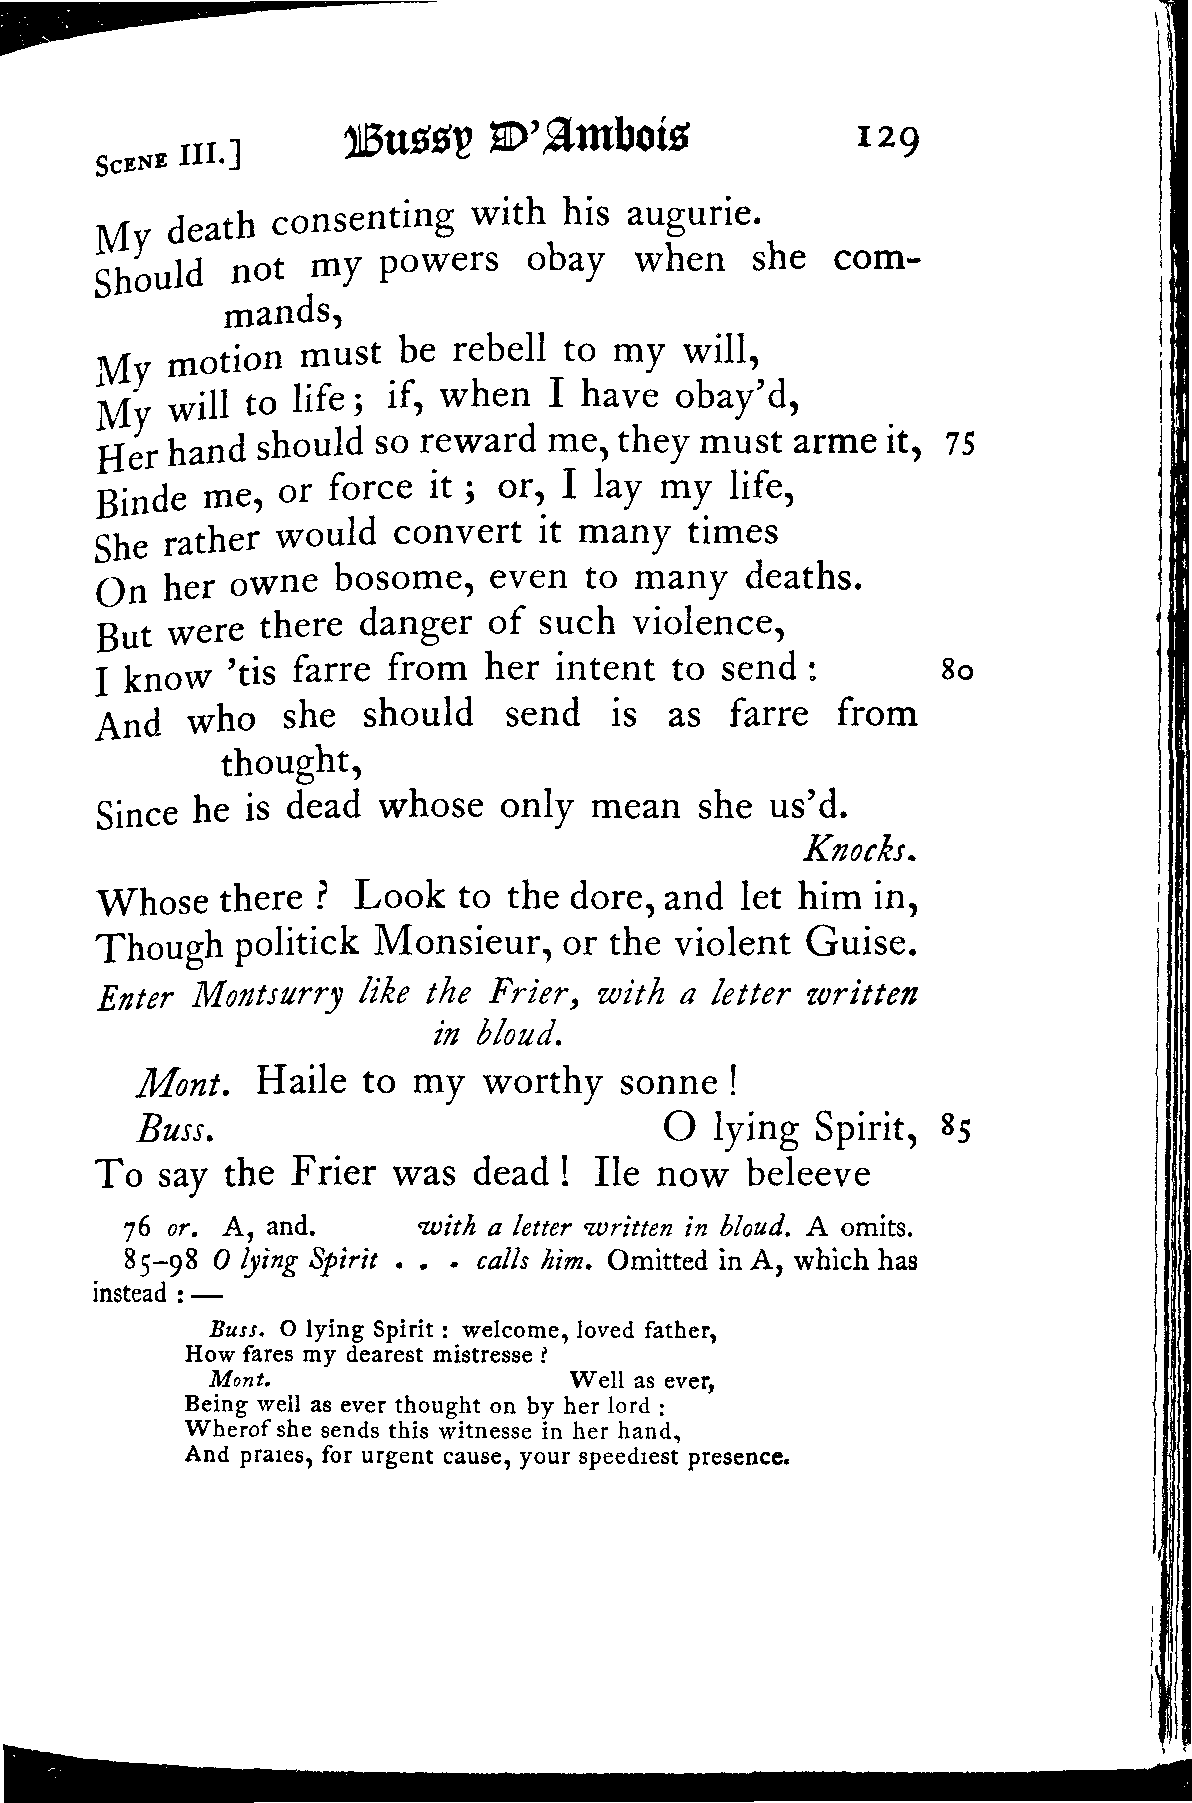 SCENE III.] Bussy D'Ambois 129
My death consenting with his augurie.
Should not my powers obay when she com-
mands,
My motion must be rebell to my will,
My will to life; if, when I have obay'd,
Her hand should so reward me, they must arme it, 75
Binde me, or force it; or, I lay my life,
She rather would convert it many times
On her owne bosome, even to many deaths.
But were there danger of such violence,
I know 'tis farre from her intent to send: 80
And who she should send is as farre from
thought,
Since he is dead whose only mean she us'd.
Knocks.
Whose there? Look to the dore, and let him in,
Though politick Monsieur, or the violent Guise.
Enter Montsurry like the Frier, with a letter written
in bloud.
Mont. Haile to my worthy sonne!
Buss. O lying Spirit, 85
To say the Frier was dead! Ile now beleeve
76 or. A, and. with a letter written in bloud. A omits.
85-98 O lying Spirit . . . calls him. Omitted in A, which has
instead:—
Buss. O lying Spirit: welcome, loved father,
How fares my dearest mistresse?
Mont. Well as ever,
Being well as ever thought on by her lord:
Wherof she sends this witnesse in her hand,
And praies, for urgent cause, your speediest presence.